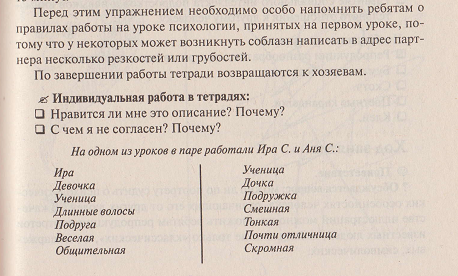 Перед этим упражнением необходимо особо напомнить ребятам о
правилах работы на уроке психологии, принятых на первом уроке, по-
тому что у некоторых может возникнуть соблазн написать в адрес парт-
нера несколько резкостей или грубостей.
По завершении работы тетради возвращаются к хозяевам.
Индивидуальная работа в тетрадях:
Нравится ли мне это описание? Почему?
С чем я не согласен? Почему?
На одном из уроков в паре работали Ира С. и Аня С.:
Ира
Девочка
Ученица
Длинные волосы
Подруга
Веселая
Общительная
Ученица
Дочка
Подружка
Смешная
Тонкая
Почти отличница
Скромная